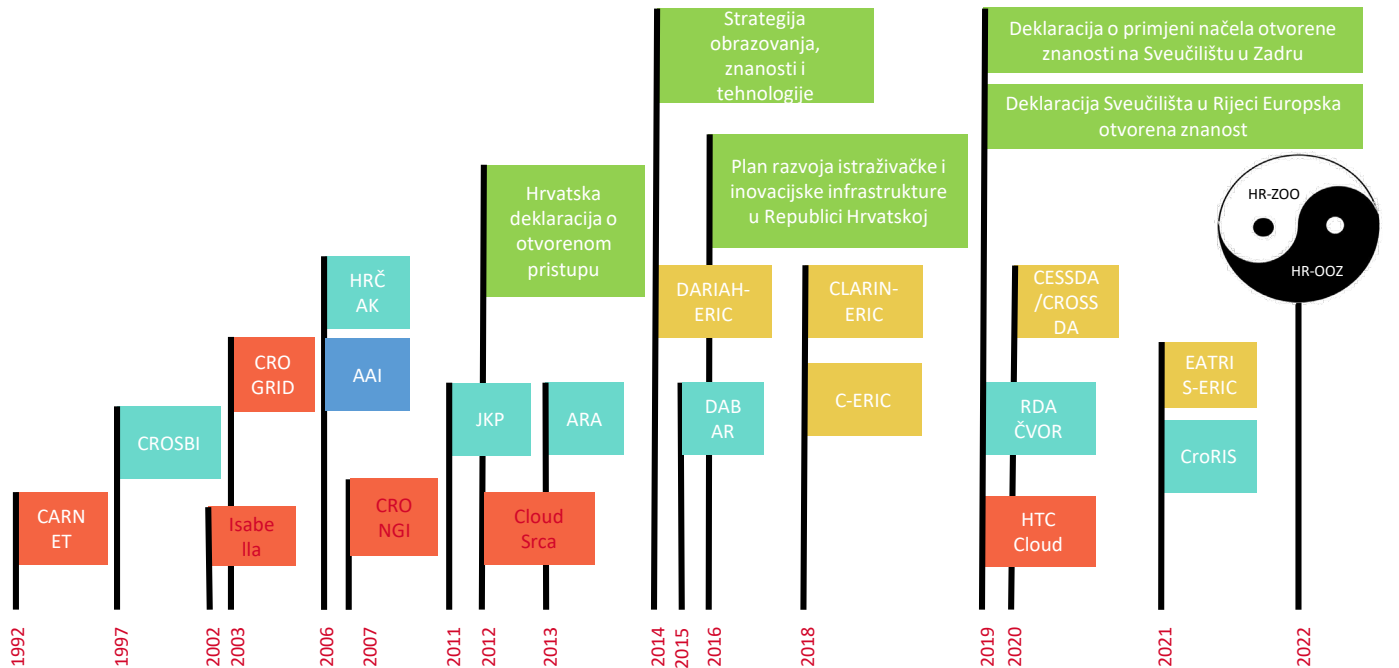 Strategija
obrazovanja,
znanosti i
tehnologije
Deklaracija o primjeni načela otvorene
znanosti na Sveučilištu u Zadru
Deklaracija Sveučilišta u Rijeci Europska
otvorena znanost
Plan razvoja istraživačke i
inovacijske infrastrukture
u Republici Hrvatskoj
Hrvatska
deklaracija o
otvorenom
pristupu
HR-ZOO
HR-OOZ
HRČ
AK
DARIAH-
ERIC
CLARIN-
ERIC
CESSDA
/CROSS
DA
CRO
GRID
AAI
EATRI
S-ERIC
CROSBI
JKP
ARA
DAB
AR
C-ERIC
RDA
ČVOR
CroRIS
CARN
ET
Isabe
lla
CRO
NGI
Cloud
Srca
HTC
Cloud
1992
1997
2002
2003
2006
2007
2011
2012
2013
2014
2015
2016
2018
2019
2020
2021
2022